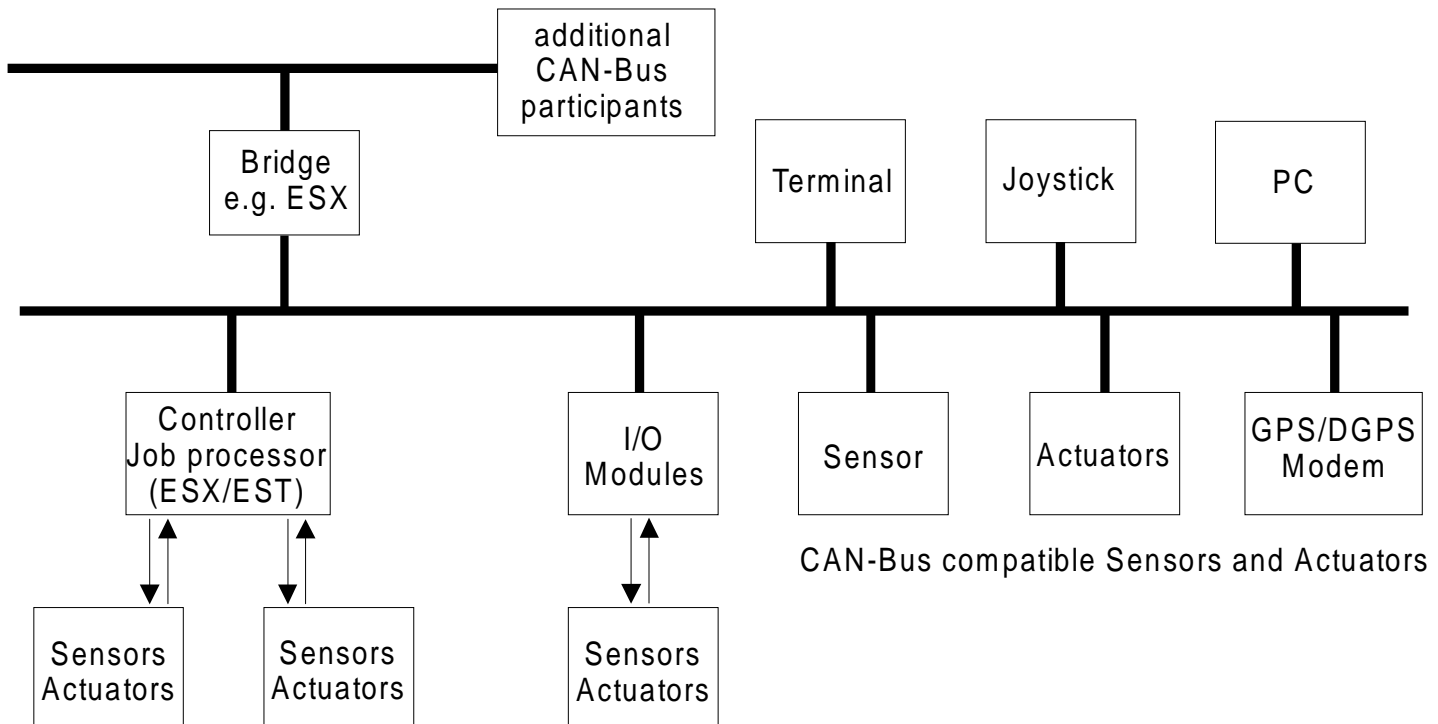 additional
CAN-Bus
participants
Bridge
e.g. ESX
Terminal
Joystick
PC
Controller
Job processor
(ESX/EST)
I/O
Modules
Sensor
Actuators
GPS/DGPS
Modem
CAN-Bus compatible Sensors and Actuators
Sensors
Actuators
Sensors
Actuators
Sensors
Actuators